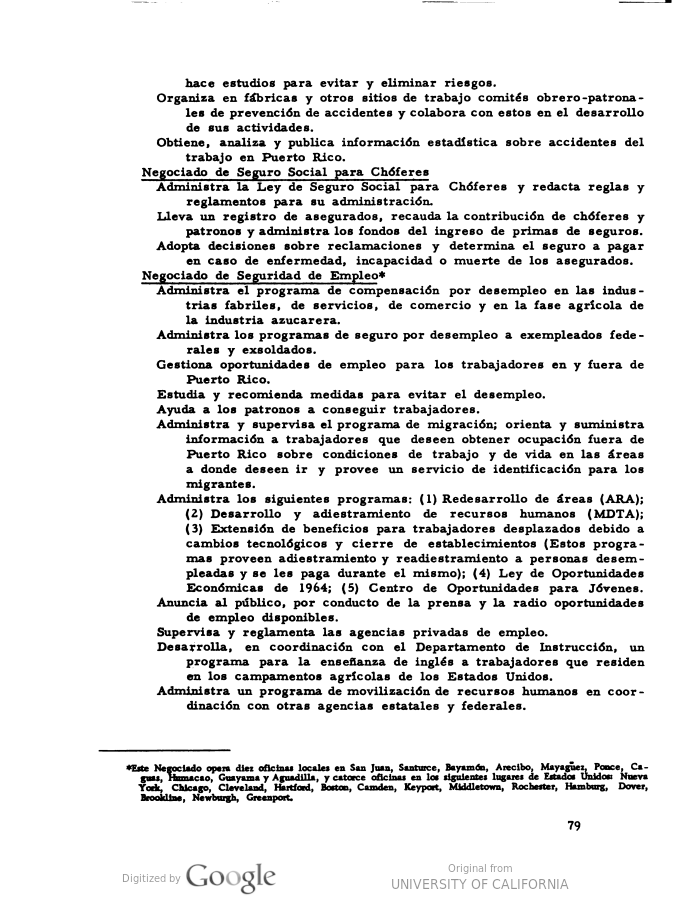 hace estudios para evitar y eliminar riesgos.
Organiza en fábricas y otros sitios de trabajo comités obrero-patrona-
les de prevención de accidentes y colabora con estos en el desarrollo
de sus actividades.
Obtiene, analiza y publica información estadística sobre accidentes del
trabajo en Puerto Rico.
Negociado de Seguro Social para Chóferes
Administra la Ley de Seguro Social para Chóferes y redacta reglas y
reglamentos para su administración.
Lleva un registro de asegurados, recauda la contribución de chóferes y
patronos y administra los fondos del ingreso de primas de seguros.
Adopta decisiones sobre reclamaciones y determina el seguro a pagar
en caso de enfermedad, incapacidad o muerte de los asegurados.
Negociado de Seguridad de Empleo*
Administra el programa de compensación por desempleo en las indus-
trias fabriles, de servicios, de comercio y en la fase agrícola de
la industria azucarera.
Administra los programas de seguro por desempleo a exempleados fede-
rales y exsoldados.
Gestiona oportunidades de empleo para los trabajadores en y fuera de
Puerto Rico.
Estudia y recomienda medidas para evitar el desempleo.
Ayuda a los patronos a conseguir trabajadores.
Administra y supervisa el programa de migración; orienta y suministra
información a trabajadores que deseen obtener ocupación fuera de
Puerto Rico sobre condiciones de trabajo y de vida en las áreas
a donde deseen ir y provee un servicio de identificación para los
migrantes.
Administra los siguientes programas: (1) Redesarrollo de áreas (ARA);
(2) Desarrollo y adiestramiento de recursos humanos (MDTA);
(3) Extensión de beneficios para trabajadores desplazados debido a
cambios tecnológicos y cierre de establecimientos (Estos progra-
mas proveen adiestramiento y readiestramiento a personas desem-
pleadas y se les paga durante el mismo); (4) Ley de Oportunidades
Económicas de 1964; (5) Centro de Oportunidades para Jóvenes.
Anuncia al público, por conducto de la prensa y la radio oportunidades
de empleo disponibles.
Supervisa y reglamenta las agencias privadas de empleo.
Desarrolla, en coordinación con el Departamento de Instrucción, un
programa para la enseñanza de inglés a trabajadores que residen
en los campamentos agrícolas de los Estados Unidos.
Administra un programa de movilización de recursos humanos en coor-
dinación con otras agencias estatales y federales.
*Este Negociado opera diez oficinas locales en San Juan, Santurce, Bayamón, Arecibo, Mayagüez, Ponce, Ca-
guas, Humacao, Guayama y Aguadilla, y catorce oficinas en los siguientes lugares de Estados Unidos: Nueva
York, Chicago, Cleveland, Hartford, Boston, Camden, Keyport, Middletown, Rochester, Hamburg, Dover,
Brookline, Newburgh, Greenport.
79
Digitized by Google
Original from
UNIVERSITY OF CALIFORNIA